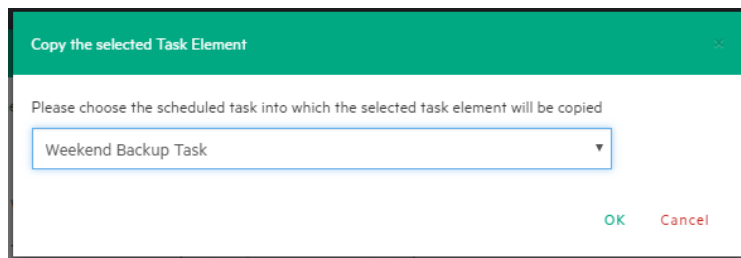 Copy the selected Task Element
Please choose the scheduled task into which the selected task element will be copied
Weekend Backup Task
OK Cancel